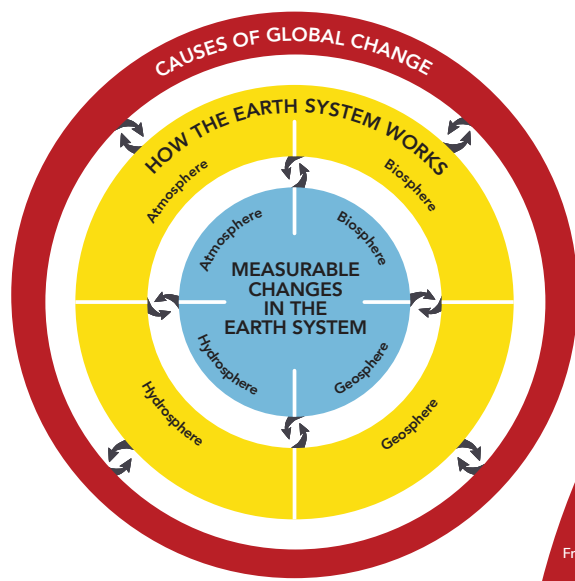 CAUSES OF GLOBAL CHANGE
HOW THE EARTH SYSTEM WORKS
Atmosphere
Biosphere
Atmosphere
Biosphere
MEASURABLE
CHANGES
IN THE
EARTH SYSTEM
Hydrosphere
Geosphere
Hydrosphere
Geosphere